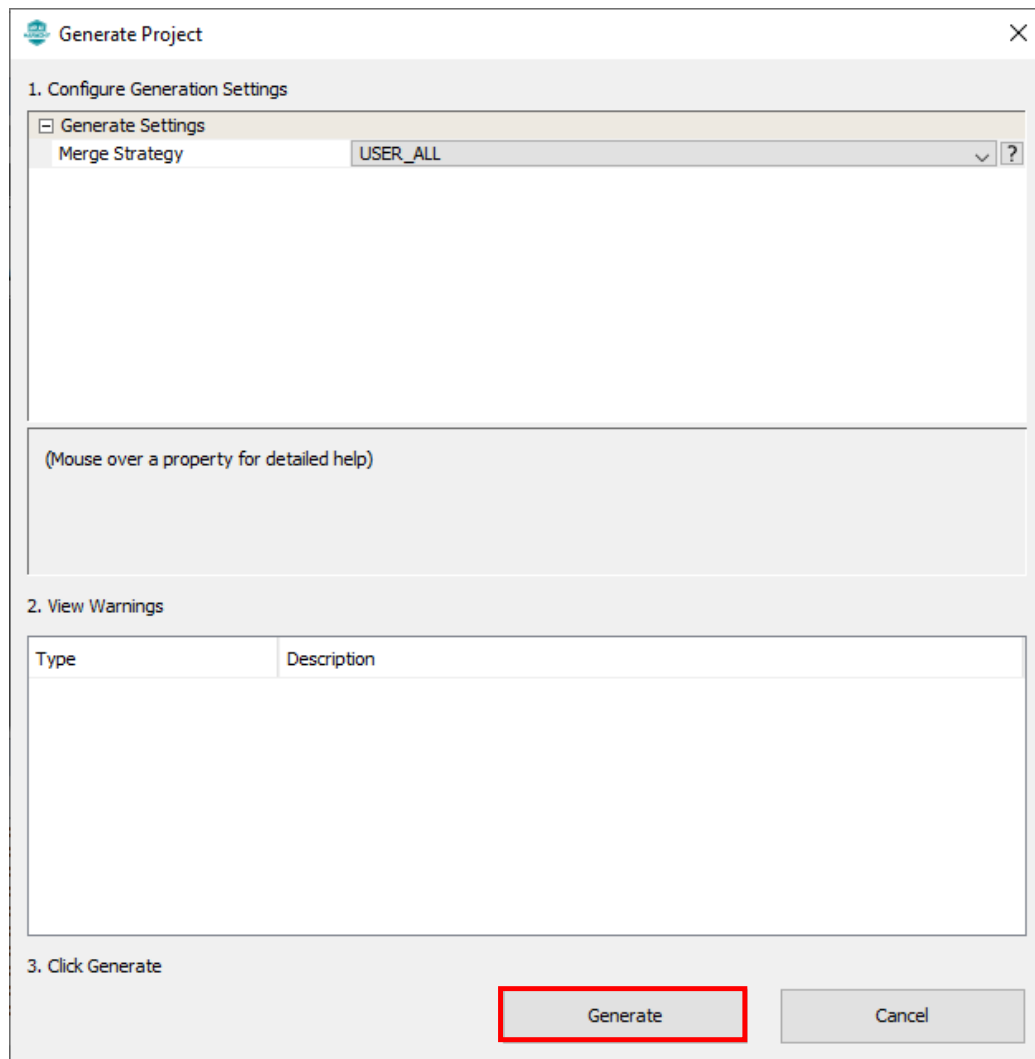 Generate Project
1. Configure Generation Settings
Generate Settings
Merge Strategy USER_ALL ?
(Mouse over a property for detailed help)
2. View Warnings
Type Description
3. Click Generate
Generate Cancel